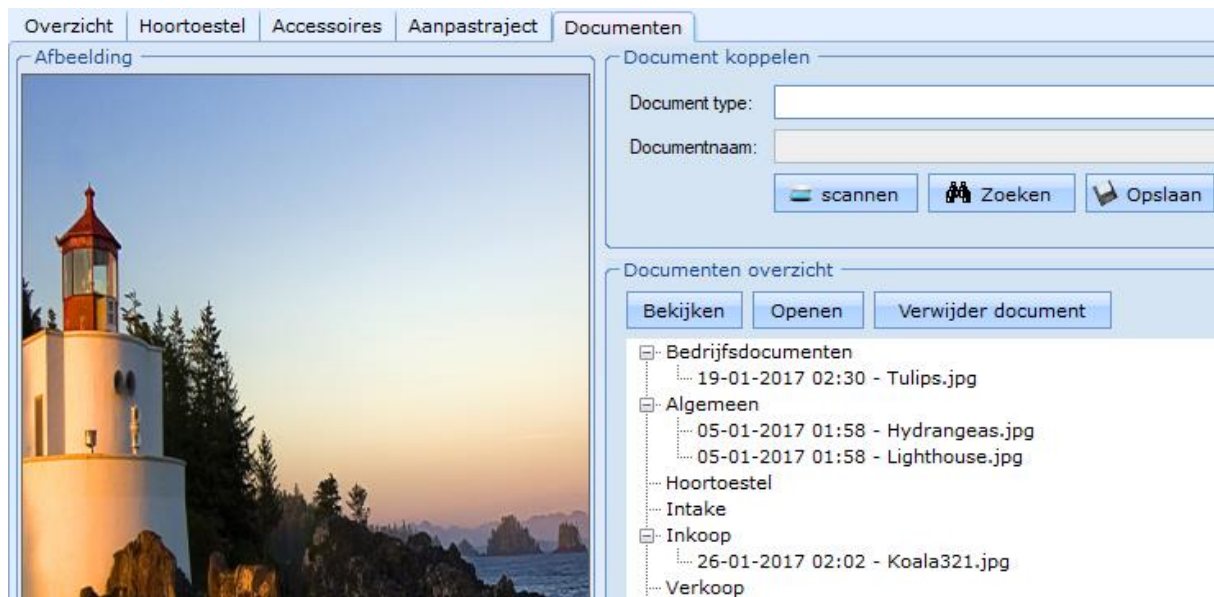 Overzicht Hoortoestel Accessoires Aanpastraject Documenten
Afbeelding
Document koppelen
Document type:
Documentnaam:
scannen Zoeken Opslaan
Documenten overzicht
Bekijken Openen Verwijder document
Bedrijfsdocumenten
19-01-2017 02:30 - Tulips.jpg
Algemeen
05-01-2017 01:58 - Hydrangeas.jpg
05-01-2017 01:58 - Lighthouse.jpg
Hoortoestel
Intake
Inkoop
26-01-2017 02:02 - Koala321.jpg
Verkoop